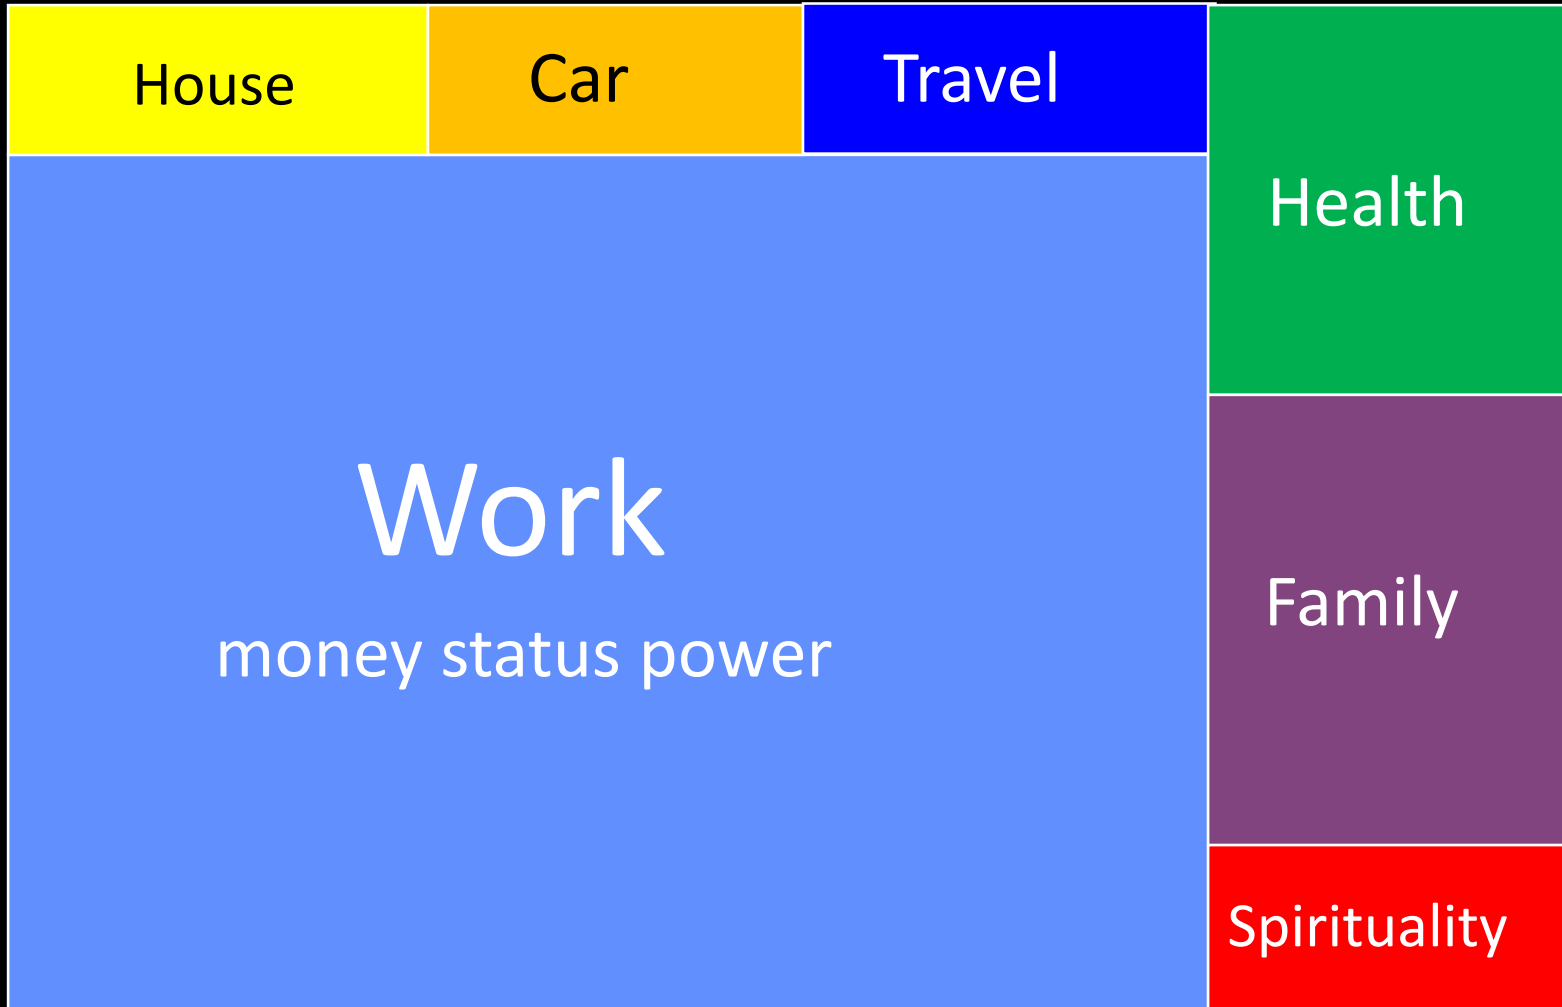 House
Car
Travel
Health
Work
money status power
Family
Spirituality